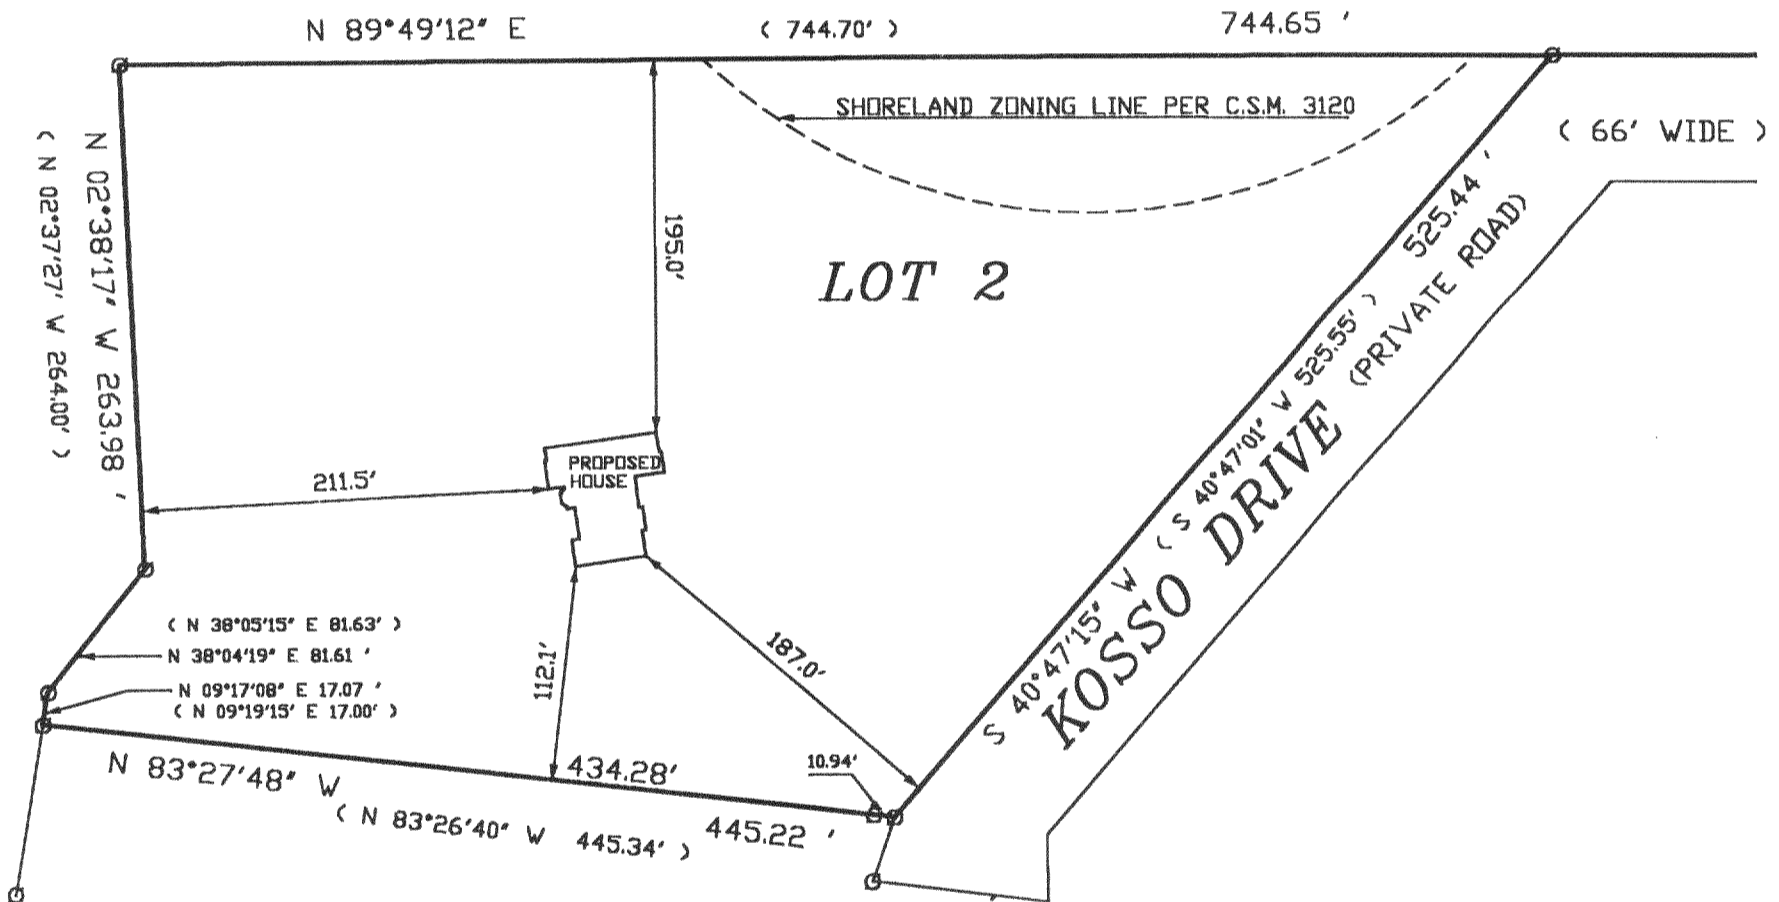 N 89°49'12" E ( 744.70' ) 744.65 '
SHORELAND ZONING LINE PER C.S.M. 3120
( 66' WIDE )
N 02°38'17" W 263.98 '
( N 02°37'27' W 264.00' )
195.0'
LOT 2
525.44 '
S 40°47'15" W ( S 40°47'01" W 525.55' )
KOSSO DRIVE (PRIVATE ROAD)
PROPOSED
HOUSE
211.5'
187.0'
112.1'
( N 38°05'15" E 81.63' )
N 38°04'19" E 81.61 '
N 09°17'08" E 17.07 '
( N 09°19'15' E 17.00' )
N 83°27'48" W 434.28'
10.94'
( N 83°26'40" W 445.34' ) 445.22 '